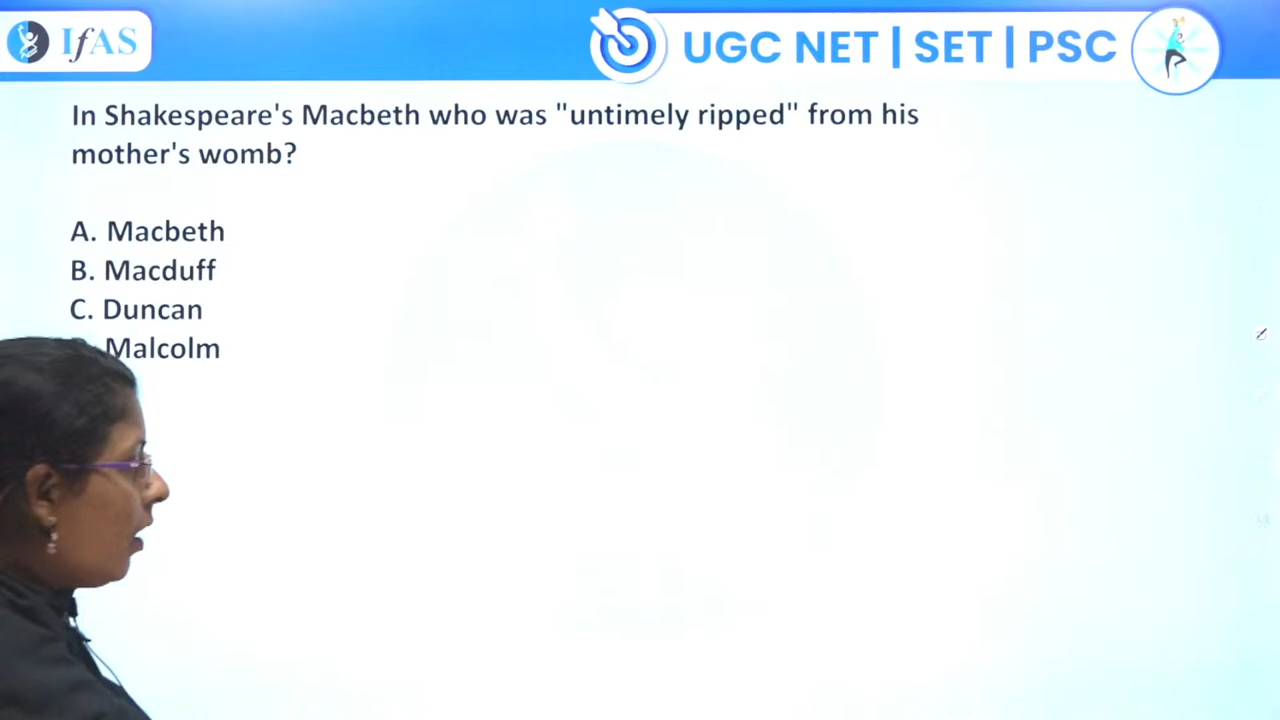 IfAS
UGC NET | SET | PSC
In Shakespeare's Macbeth who was "untimely ripped" from his
mother's womb?
A. Macbeth
B. Macduff
C. Duncan
Malcolm